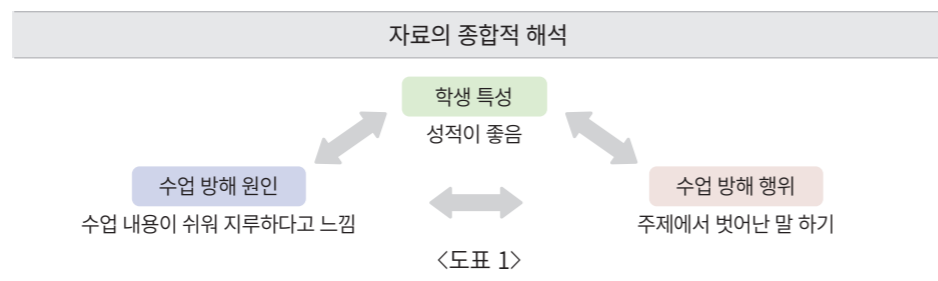 자료의 종합적 해석
학생 특성
성적이 좋음
수업 방해 원인
수업 내용이 쉬워 지루하다고 느낌
수업 방해 행위
주제에서 벗어난 말 하기
<도표 1>